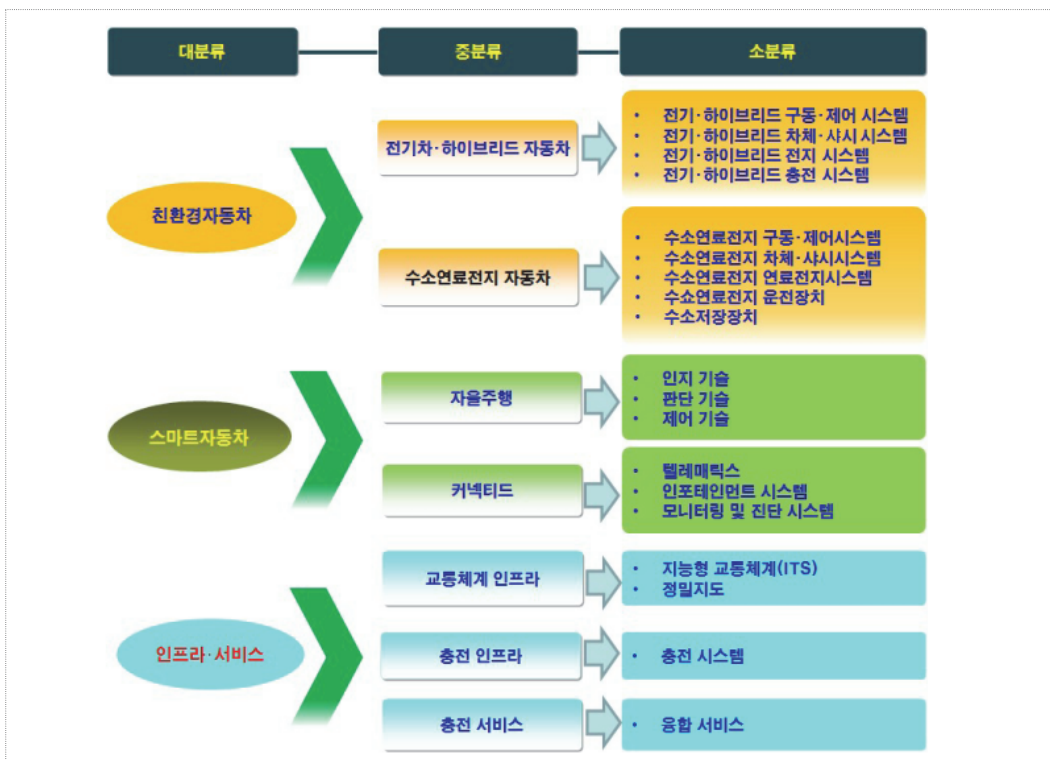 대분류
중분류
소분류
친환경자동차
전기차·하이브리드 자동차
• 전기·하이브리드 구동·제어 시스템
• 전기·하이브리드 차체·샤시 시스템
• 전기·하이브리드 전지 시스템
• 전기·하이브리드 충전 시스템
수소연료전지 자동차
• 수소연료전지 구동·제어시스템
• 수소연료전지 차체·샤시시스템
• 수소연료전지 연료전지시스템
• 수쇼연료전지 운전장치
• 수소저장장치
스마트자동차
자율주행
• 인지 기술
• 판단 기술
• 제어 기술
커넥티드
• 텔레매틱스
• 인포테인먼트 시스템
• 모니터링 및 진단 시스템
인프라·서비스
교통체계 인프라
• 지능형 교통체계(ITS)
• 정밀지도
충전 인프라
• 충전 시스템
충전 서비스
• 융합 서비스